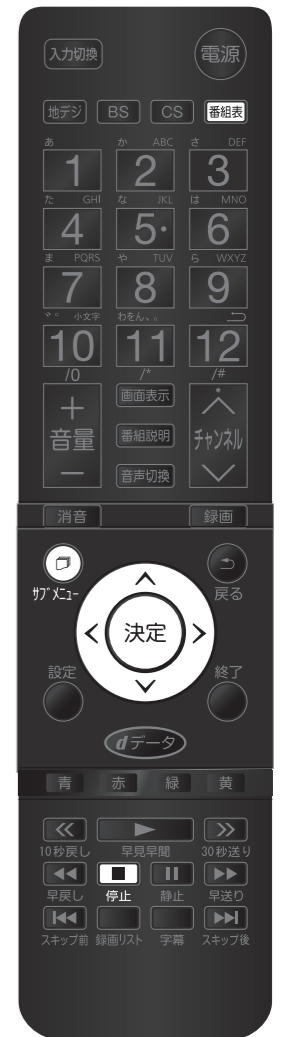 入力切換 電源
地デジ BS CS 番組表
あ か ABC さ DEF
1 2 3
た GHI な JKL は MNO
4 5· 6
ま PQRS や TUV ら WXYZ
7 8 9
゛゜ 小文字 わをん、。
10 11 12
/0 /* /#
+ 画面表示
音量 番組説明 チャンネル
− 音声切換
消音 録画
サブメニュー 戻る
決定
設定 終了
dデータ
青 赤 緑 黄
10秒戻し 早見早聞 30秒送り
早戻し 停止 静止 早送り
スキップ前 録画リスト 字幕 スキップ後